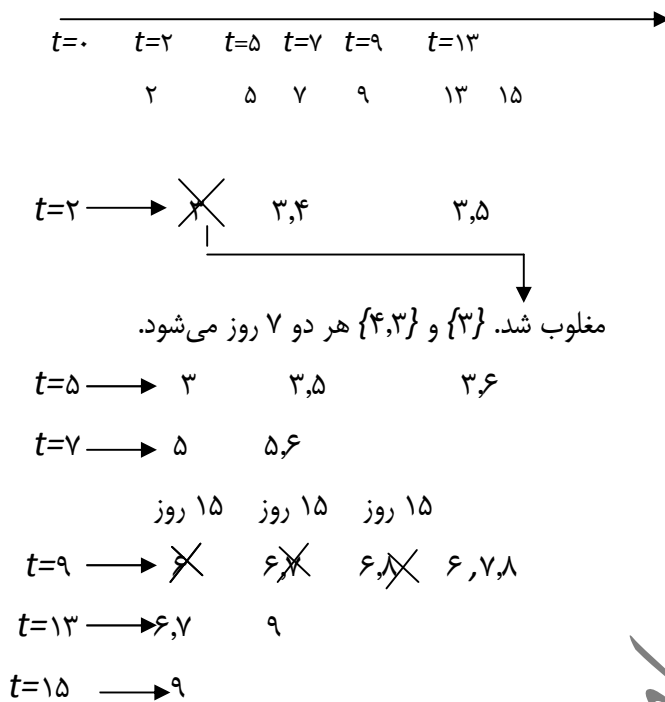 t=۰ t=۲ t=۵ t=۷ t=۹ t=۱۳
۲ ۵ ۷ ۹ ۱۳ ۱۵
t=۲ ۳ ۳,۴ ۳,۵
مغلوب شد. {۳} و {۴,۳} هر دو ۷ روز می‌شود.
t=۵ ۳ ۳,۵ ۳,۶
t=۷ ۵ ۵,۶
۱۵ روز ۱۵ روز ۱۵ روز
t=۹ ۶ ۶,۷ ۶,۸ ۶,۷,۸
t=۱۳ ۶,۷ ۹
t=۱۵ ۹